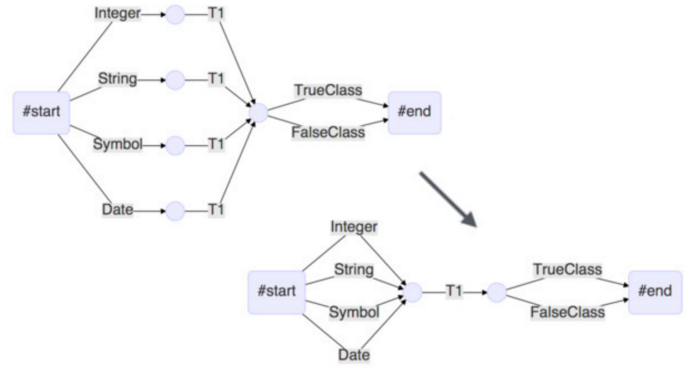 Integer T1
String T1
TrueClass
#start #end
FalseClass
Symbol T1
Date T1
Integer
String TrueClass
#start T1 #end
Symbol FalseClass
Date